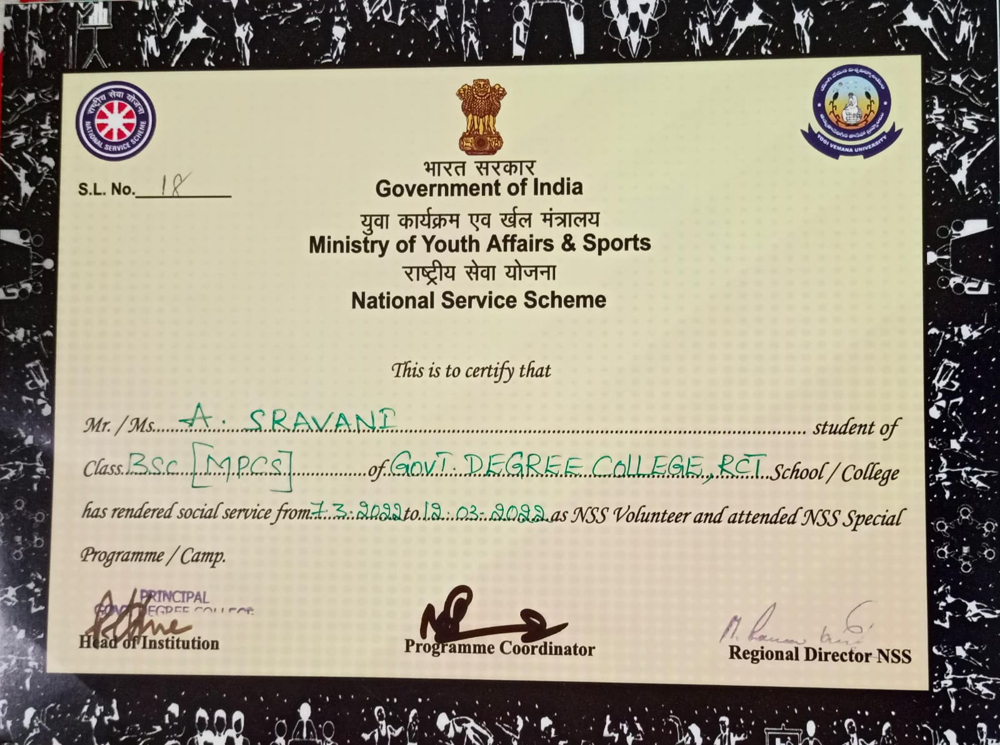 राष्ट्रीय सेवा योजना
NATIONAL SERVICE SCHEME
YOGI VEMANA UNIVERSITY
S.L. No. 18
भारत सरकार
Government of India
युवा कार्यक्रम एव र्खल मंत्रालय
Ministry of Youth Affairs & Sports
राष्ट्रीय सेवा योजना
National Service Scheme
This is to certify that
Mr. / Ms. A. SRAVANI student of
Class BSC [MPCS] of GOVT. DEGREE COLLEGE, RCT School / College
has rendered social service from 7.3.2022 to 12.03-2022 as NSS Volunteer and attended NSS Special
Programme / Camp.
PRINCIPAL
GOVT DEGREE COLLEGE
Head of Institution
Programme Coordinator
Regional Director NSS